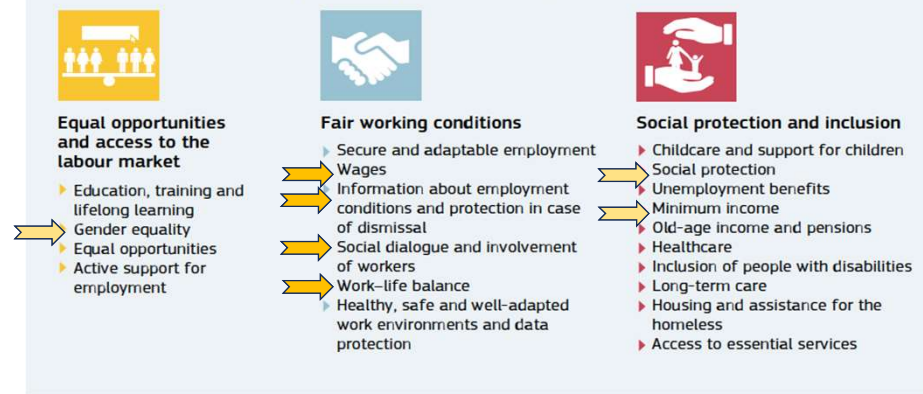 Equal opportunities
and access to the
labour market
Education, training and
lifelong learning
Gender equality
Equal opportunities
Active support for
employment
Fair working conditions
Secure and adaptable employment
Wages
Information about employment
conditions and protection in case
of dismissal
Social dialogue and involvement
of workers
Work–life balance
Healthy, safe and well-adapted
work environments and data
protection
Social protection and inclusion
Childcare and support for children
Social protection
Unemployment benefits
Minimum income
Old-age income and pensions
Healthcare
Inclusion of people with disabilities
Long-term care
Housing and assistance for the
homeless
Access to essential services